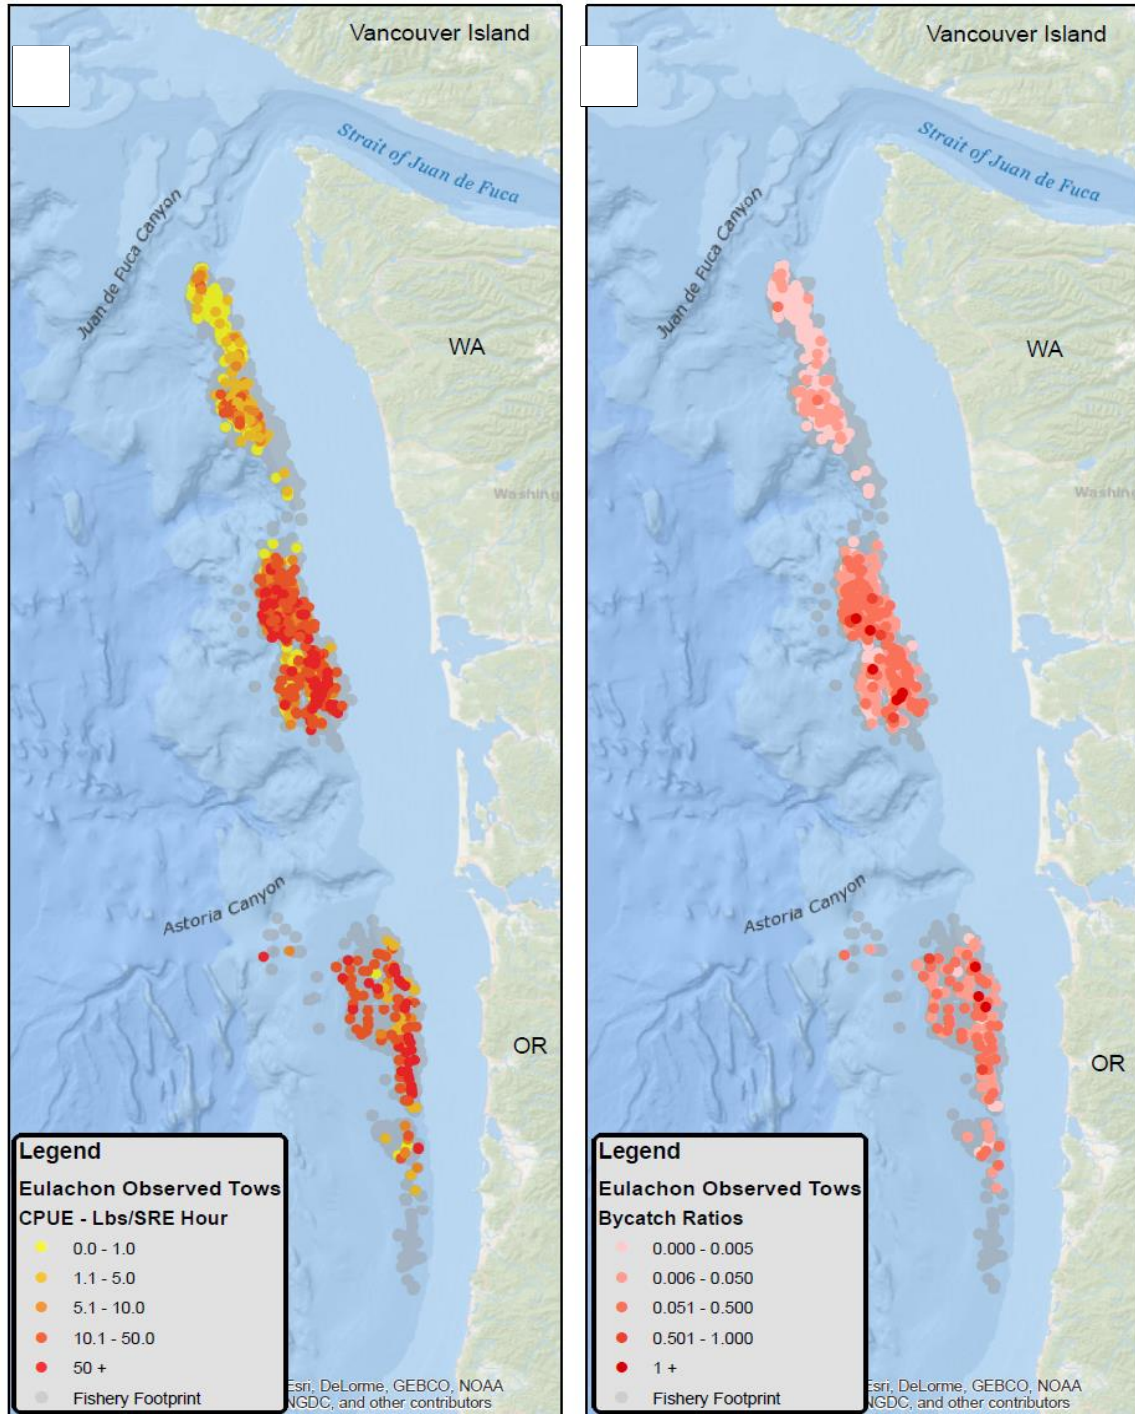 Vancouver Island
Strait of Juan de Fuca
Juan de Fuca Canyon
WA
Washing
Astoria Canyon
OR
Legend
Eulachon Observed Tows
CPUE - Lbs/SRE Hour
0.0 - 1.0
1.1 - 5.0
5.1 - 10.0
10.1 - 50.0
50 +
Fishery Footprint
Esri, DeLorme, GEBCO, NOAA
NGDC, and other contributors
Vancouver Island
Strait of Juan de Fuca
Juan de Fuca Canyon
WA
Washing
Astoria Canyon
OR
Legend
Eulachon Observed Tows
Bycatch Ratios
0.000 - 0.005
0.006 - 0.050
0.051 - 0.500
0.501 - 1.000
1 +
Fishery Footprint
Esri, DeLorme, GEBCO, NOAA
NGDC, and other contributors